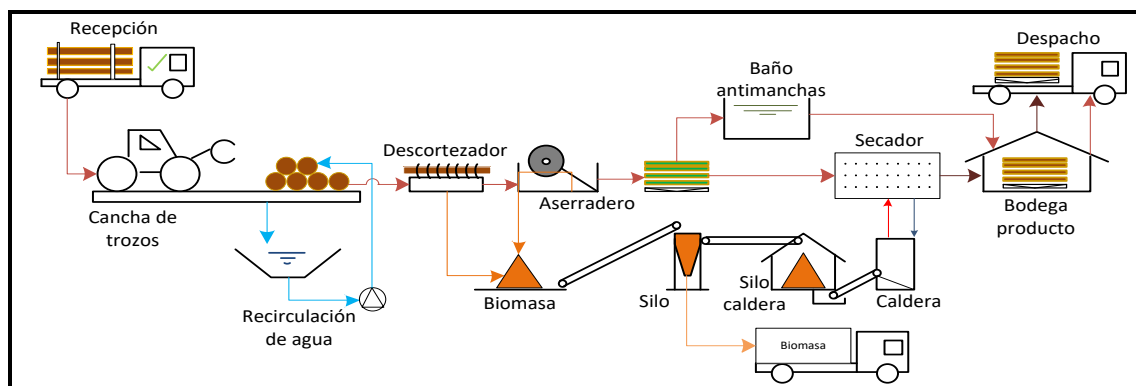 Recepción
Despacho
Baño
antimanchas
Descortezador
Secador
Aserradero
Cancha de
trozos
Bodega
producto
Biomasa
Silo
Silo
caldera
Caldera
Recirculación
de agua
Biomasa